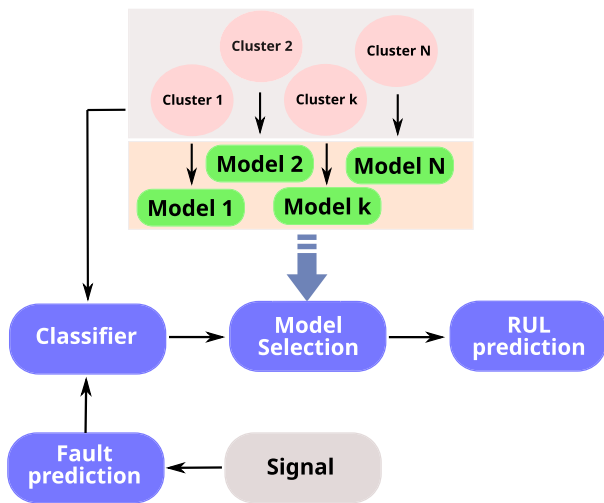 Cluster 2
Cluster N
Cluster 1
Cluster k
Model 2
Model N
Model 1
Model k
Classifier
Model
Selection
RUL
prediction
Fault
prediction
Signal